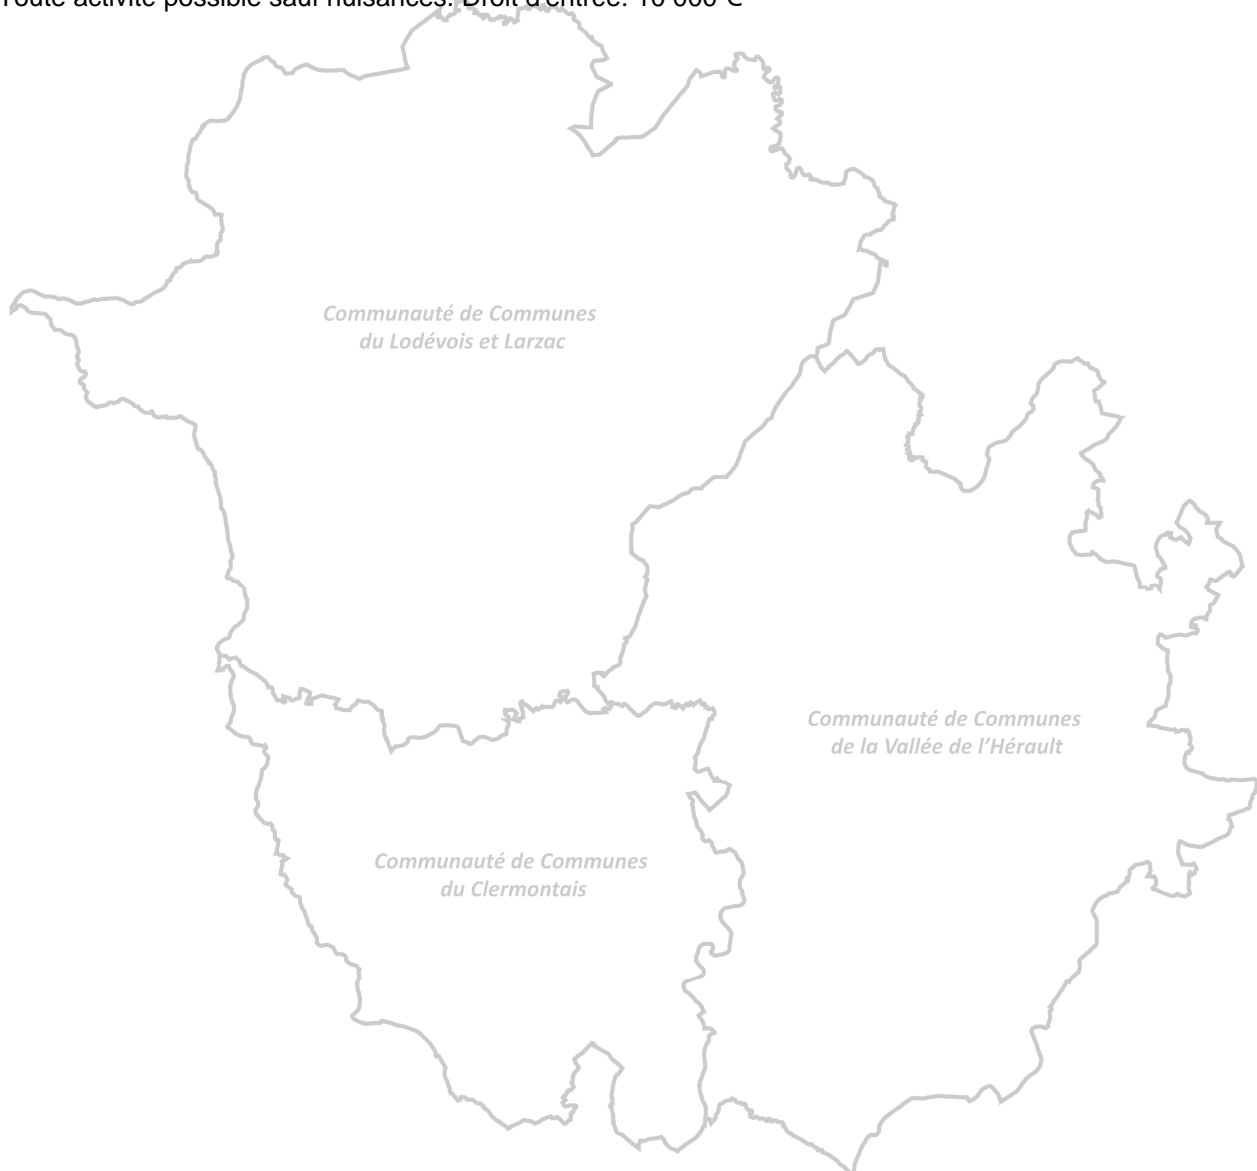 Toute activité possible sauf nuisances. Droit d'entrée: 10 000 €
Communauté de Communes
du Lodévois et Larzac
Communauté de Communes
de la Vallée de l'Hérault
Communauté de Communes
du Clermontais